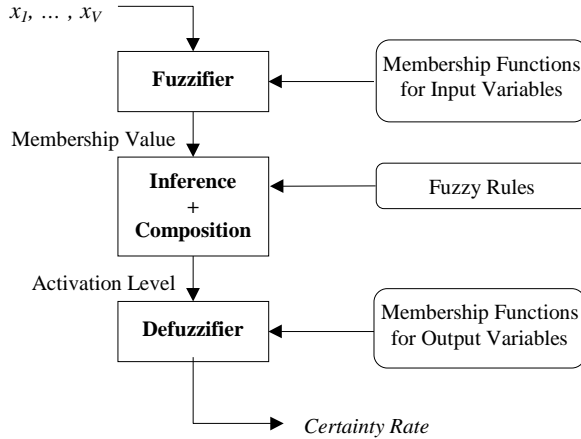 x1, ... , xV
Fuzzifier
Membership Functions
for Input Variables
Membership Value
Inference
+
Composition
Fuzzy Rules
Activation Level
Defuzzifier
Membership Functions
for Output Variables
Certainty Rate